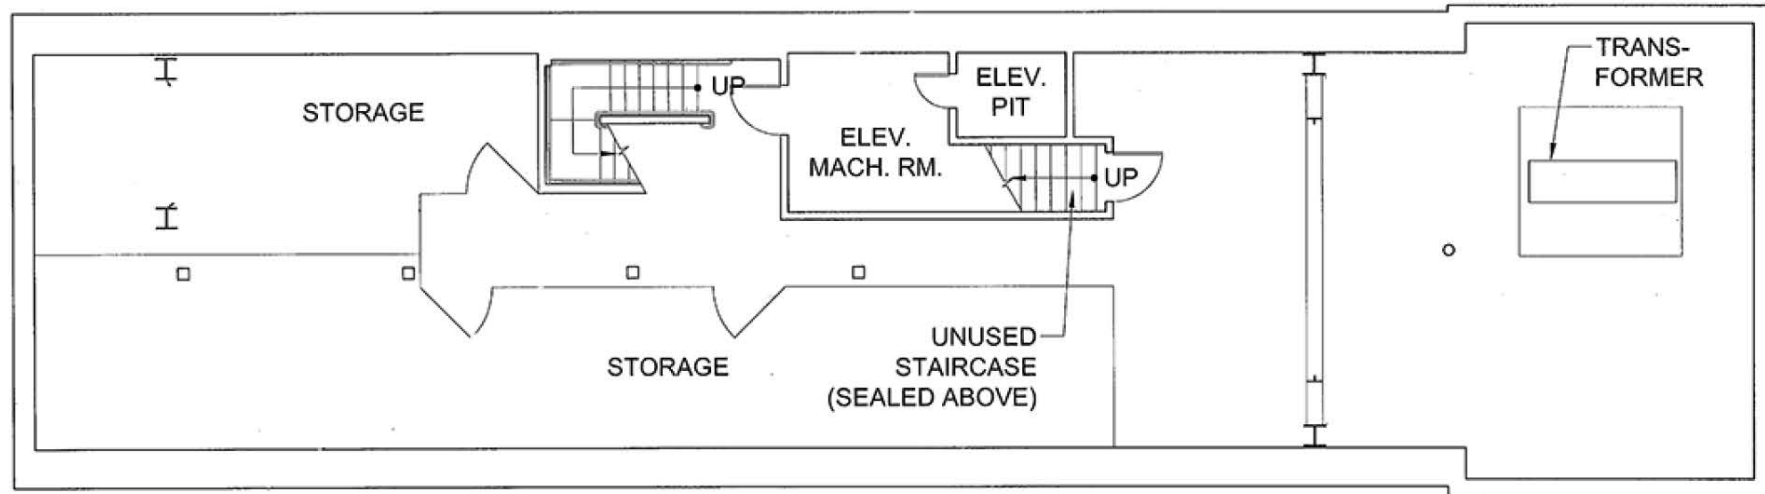 TRANS-
FORMER
STORAGE
UP
ELEV.
PIT
ELEV.
MACH. RM.
UP
UNUSED
STAIRCASE
(SEALED ABOVE)
STORAGE